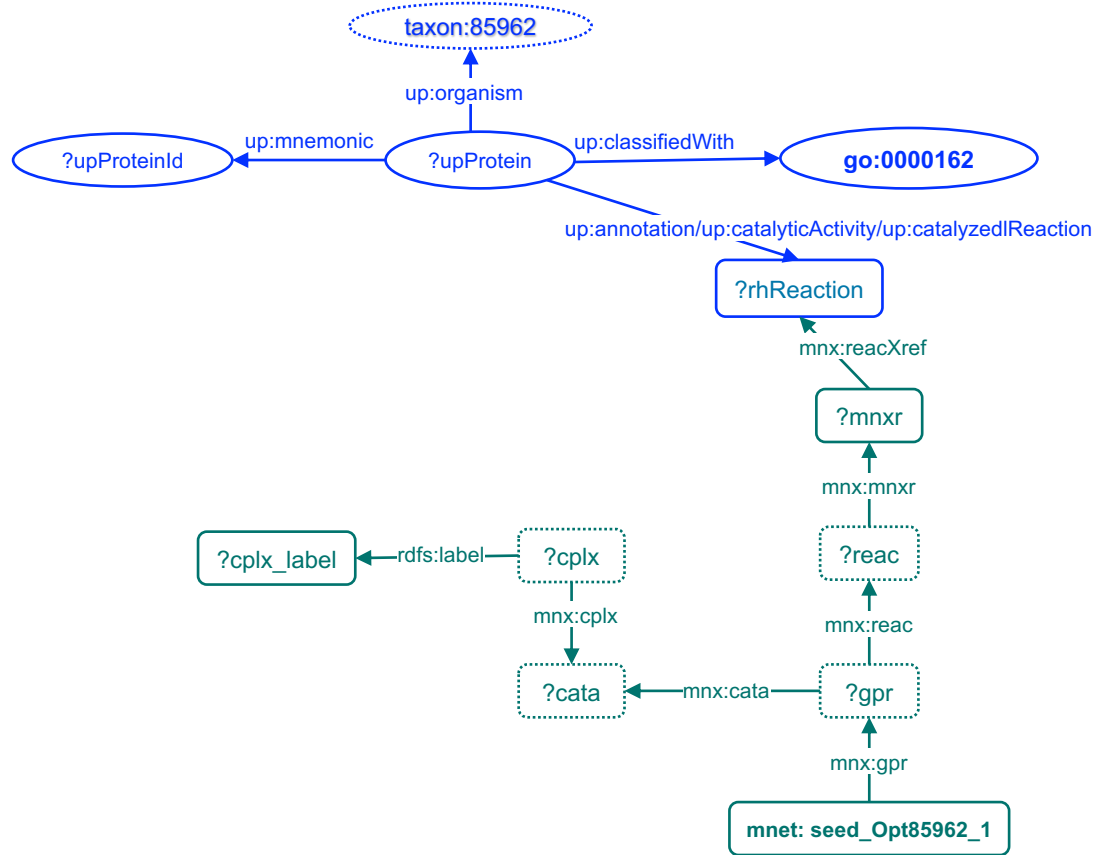 taxon:85962
up:organism
up:mnemonic
up:classifiedWith
?upProteinId
?upProtein
go:0000162
up:annotation/up:catalyticActivity/up:catalyzedlReaction
?rhReaction
mnx:reacXref
?mnxr
mnx:mnxr
?cplx_label
rdfs:label
?cplx
?reac
mnx:cplx
mnx:reac
?cata
mnx:cata
?gpr
mnx:gpr
mnet: seed_Opt85962_1